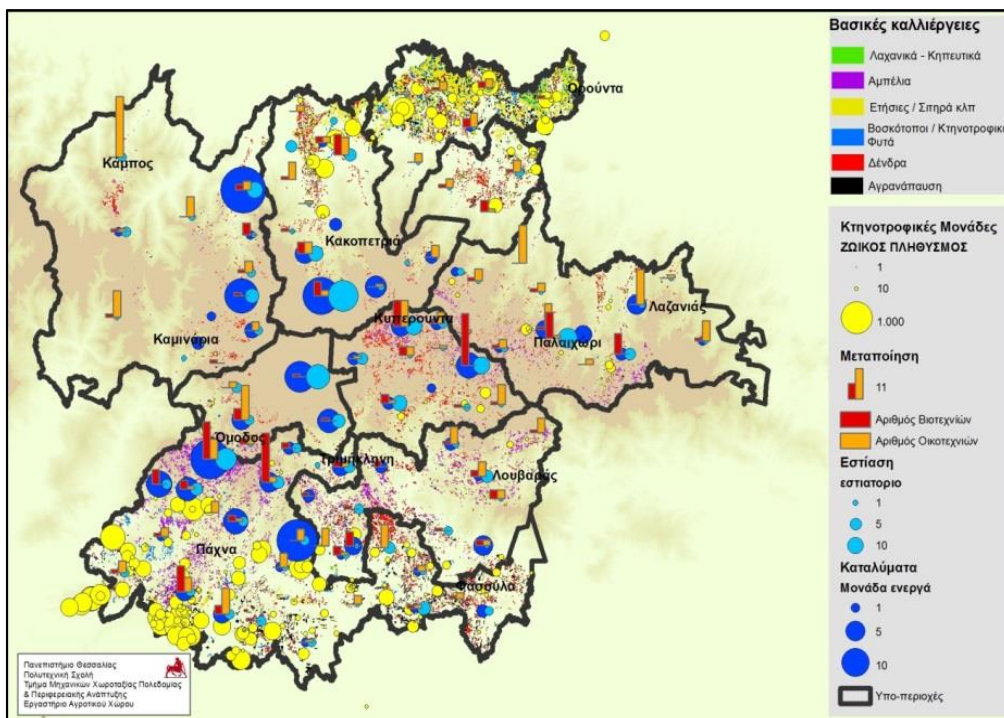 Ορούντα
Κάμπος
Κακοπετριά
Κυπερούντα
Λαζανιάς
Παλαιχώρι
Καμινάρια
Όμοδος
Τριμήκληνη
Λουβαράς
Πάχνα
Φασούλα
Βασικές καλλιέργειες
Λαχανικά - Κηπευτικά
Αμπέλια
Ετήσιες / Σιτηρά κλπ
Βοσκότοποι / Κτηνοτροφικά
Φυτά
Δένδρα
Αγρανάπαυση
Κτηνοτροφικές Μονάδες
ΖΩΙΚΟΣ ΠΛΗΘΥΣΜΟΣ
1
10
1.000
Μεταποίηση
11
Αριθμός Βιοτεχνιών
Αριθμός Οικοτεχνιών
Εστίαση
εστιατοριο
1
5
10
Καταλύματα
Μονάδα ενεργά
1
5
10
Υπο-περιοχές
Πανεπιστήμιο Θεσσαλίας
Πολυτεχνική Σχολή
Τμήμα Μηχανικών Χωροταξίας Πολεοδομίας
& Περιφερειακής Ανάπτυξης
Εργαστήριο Αγροτικού Χώρου